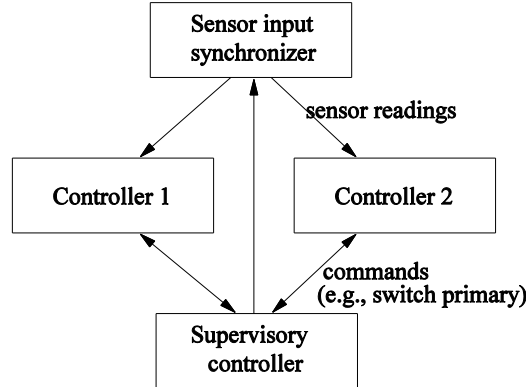 Sensor input
synchronizer
sensor readings
Controller 1
Controller 2
commands
(e.g., switch primary)
Supervisory
controller